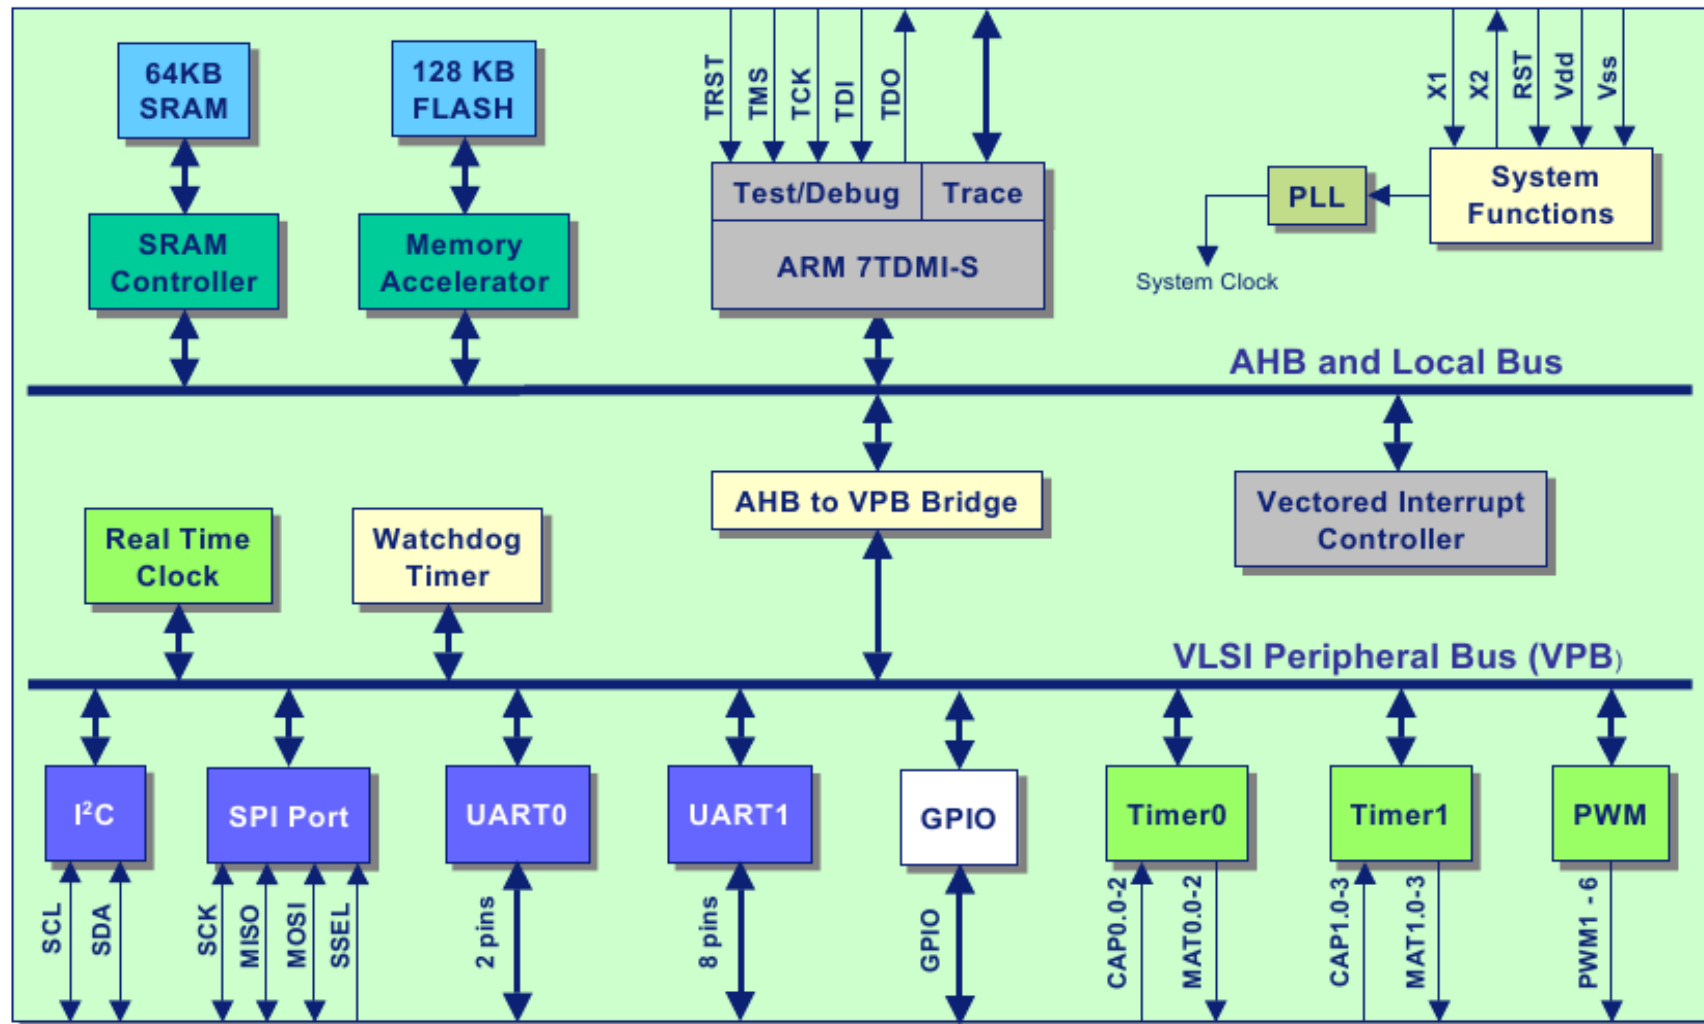 64KB
SRAM
128 KB
FLASH
TRST
TMS
TCK
TDI
TDO
X1
X2
RST
Vdd
Vss
Test/Debug
Trace
ARM 7TDMI-S
PLL
System
Functions
System Clock
SRAM
Controller
Memory
Accelerator
AHB and Local Bus
AHB to VPB Bridge
Vectored Interrupt
Controller
Real Time
Clock
Watchdog
Timer
VLSI Peripheral Bus (VPB)
I²C
SPI Port
UART0
UART1
GPIO
Timer0
Timer1
PWM
SCL
SDA
SCK
MISO
MOSI
SSEL
2 pins
8 pins
GPIO
CAP0.0-2
MAT0.0-2
CAP1.0-3
MAT1.0-3
PWM1 - 6